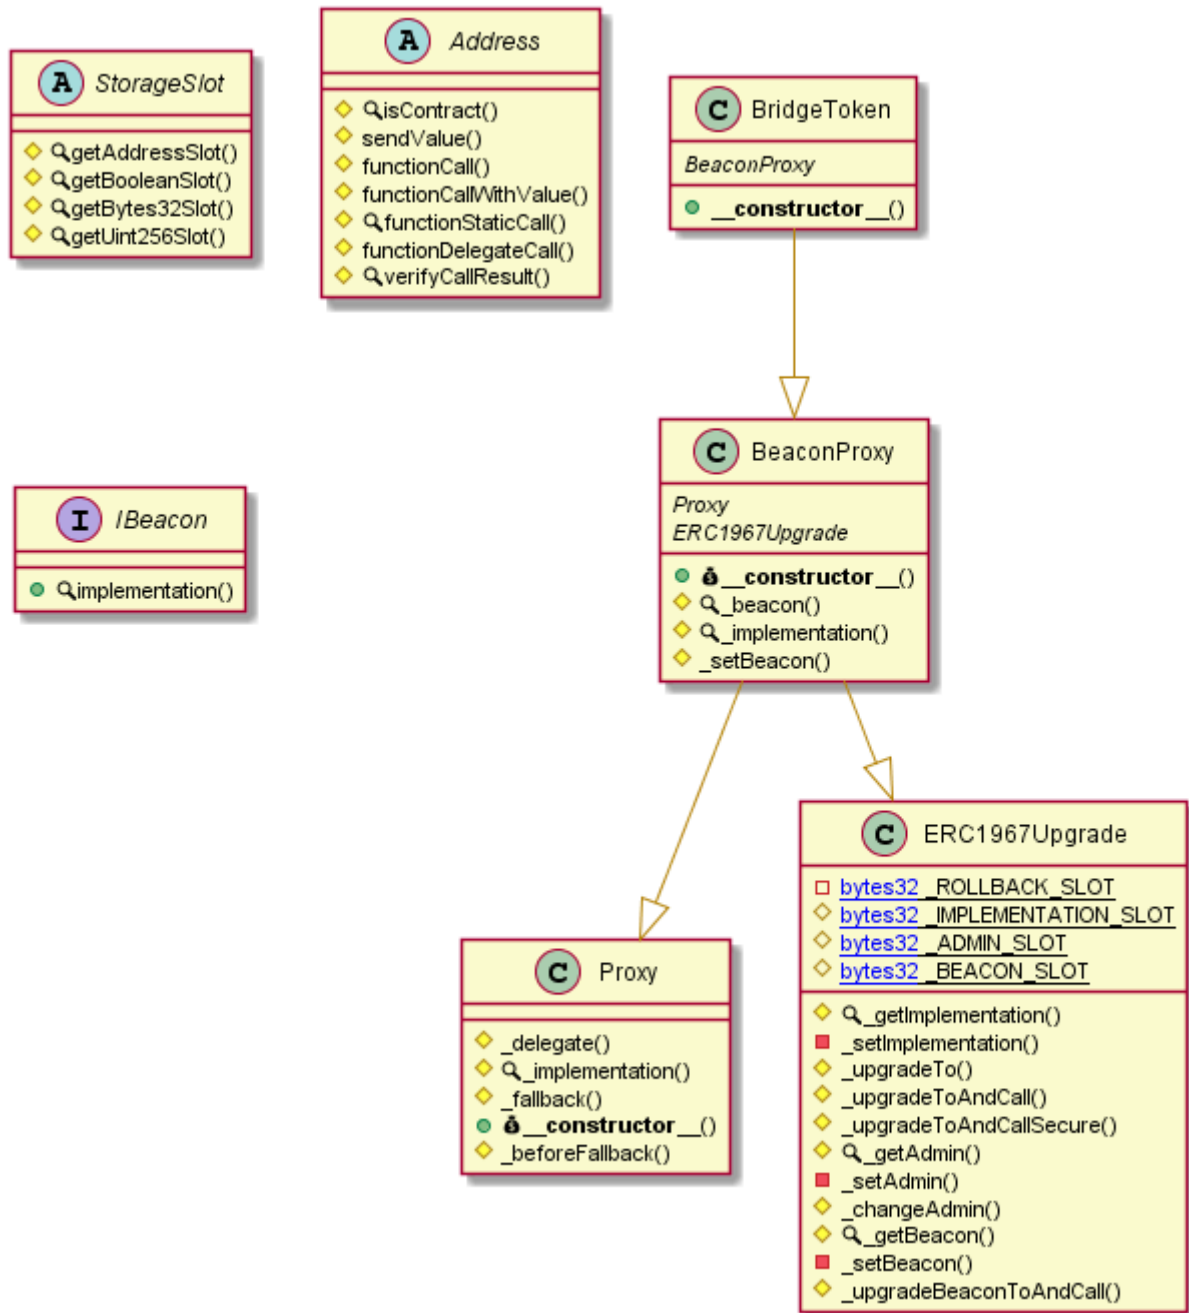 A StorageSlot
getAddressSlot()
getBooleanSlot()
getBytes32Slot()
getUint256Slot()
A Address
isContract()
sendValue()
functionCall()
functionCallWithValue()
functionStaticCall()
functionDelegateCall()
verifyCallResult()
C BridgeToken
BeaconProxy
__constructor__()
I IBeacon
implementation()
C BeaconProxy
Proxy
ERC1967Upgrade
__constructor__()
_beacon()
_implementation()
_setBeacon()
C Proxy
_delegate()
_implementation()
_fallback()
__constructor__()
_beforeFallback()
C ERC1967Upgrade
bytes32 _ROLLBACK_SLOT
bytes32 _IMPLEMENTATION_SLOT
bytes32 _ADMIN_SLOT
bytes32 _BEACON_SLOT
_getImplementation()
_setImplementation()
_upgradeTo()
_upgradeToAndCall()
_upgradeToAndCallSecure()
_getAdmin()
_setAdmin()
_changeAdmin()
_getBeacon()
_setBeacon()
_upgradeBeaconToAndCall()